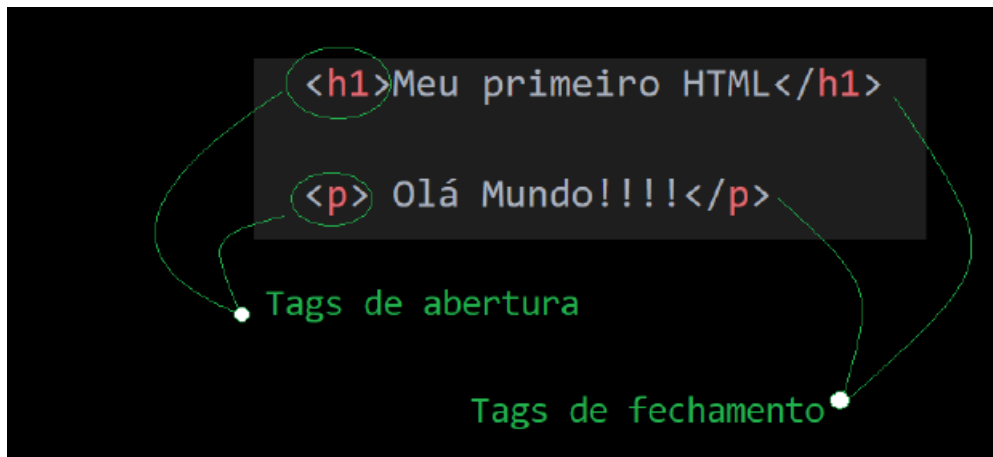 <h1>Meu primeiro HTML</h1>
<p> Olá Mundo!!!!</p>
Tags de abertura
Tags de fechamento